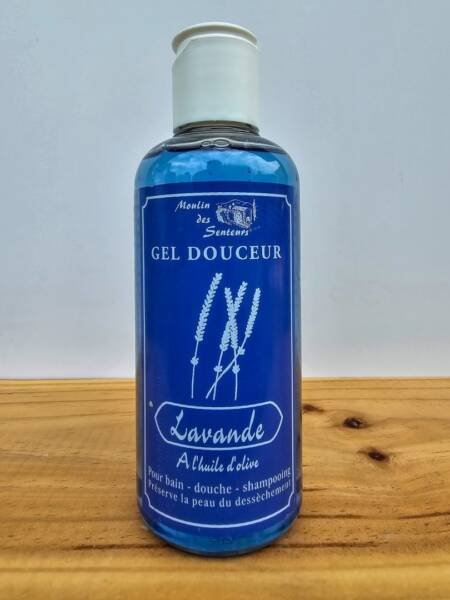 Moulin
des
Senteurs
GEL DOUCEUR
Lavande
A l'huile d'olive
Pour bain - douche - shampooing
Préserve la peau du dessèchement